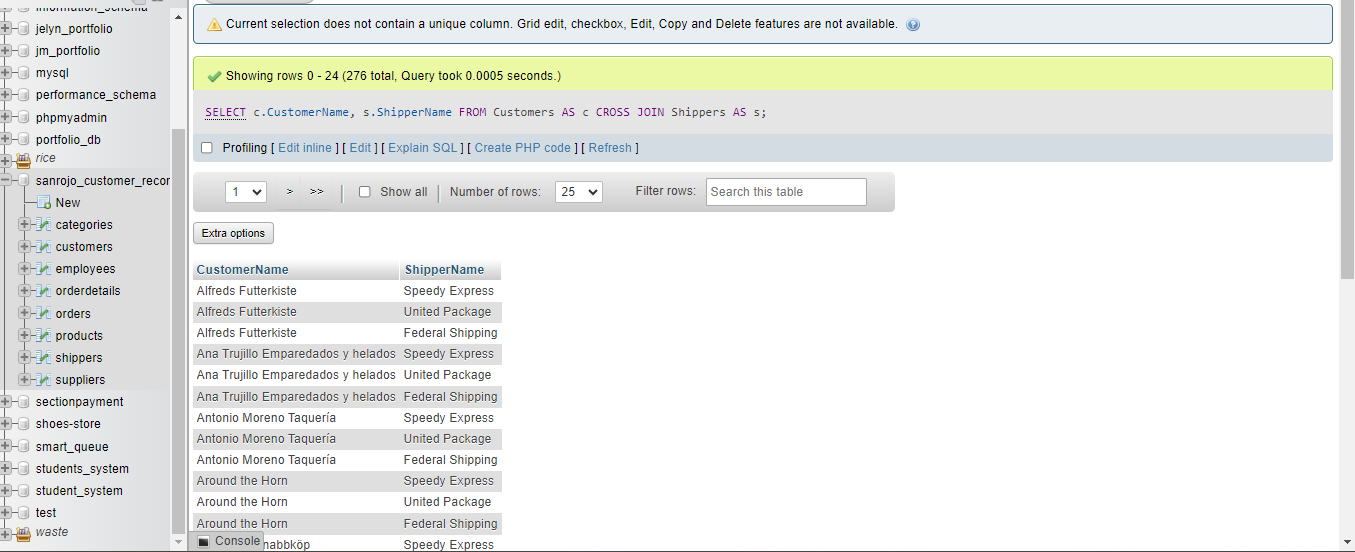 information_schema
jelyn_portfolio
jm_portfolio
mysql
performance_schema
phpmyadmin
portfolio_db
rice
sanrojo_customer_recor
New
categories
customers
employees
orderdetails
orders
products
shippers
suppliers
sectionpayment
shoes-store
smart_queue
students_system
student_system
test
waste
Current selection does not contain a unique column. Grid edit, checkbox, Edit, Copy and Delete features are not available.
Showing rows 0 - 24 (276 total, Query took 0.0005 seconds.)
SELECT c.CustomerName, s.ShipperName FROM Customers AS c CROSS JOIN Shippers AS s;
Profiling [ Edit inline ] [ Edit ] [ Explain SQL ] [ Create PHP code ] [ Refresh ]
1 > >> | Show all | Number of rows: 25 Filter rows: Search this table
Extra options
CustomerName ShipperName
Alfreds Futterkiste Speedy Express
Alfreds Futterkiste United Package
Alfreds Futterkiste Federal Shipping
Ana Trujillo Emparedados y helados Speedy Express
Ana Trujillo Emparedados y helados United Package
Ana Trujillo Emparedados y helados Federal Shipping
Antonio Moreno Taquería Speedy Express
Antonio Moreno Taquería United Package
Antonio Moreno Taquería Federal Shipping
Around the Horn Speedy Express
Around the Horn United Package
Around the Horn Federal Shipping
Console nabbköp Speedy Express